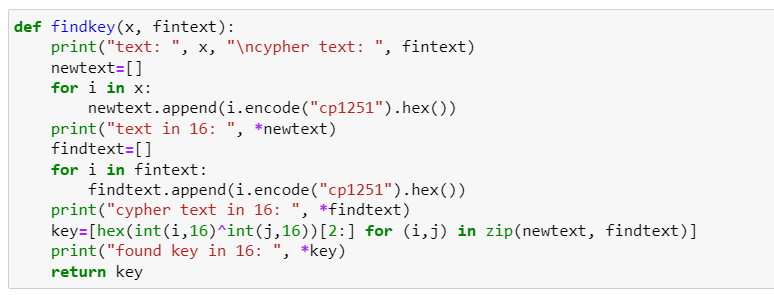 def findkey(x, fintext):
    print("text: ", x, "\ncypher text: ", fintext)
    newtext=[]
    for i in x:
        newtext.append(i.encode("cp1251").hex())
    print("text in 16: ", *newtext)
    findtext=[]
    for i in fintext:
        findtext.append(i.encode("cp1251").hex())
    print("cypher text in 16: ", *findtext)
    key=[hex(int(i,16)^int(j,16))[2:] for (i,j) in zip(newtext, findtext)]
    print("found key in 16: ", *key)
    return key